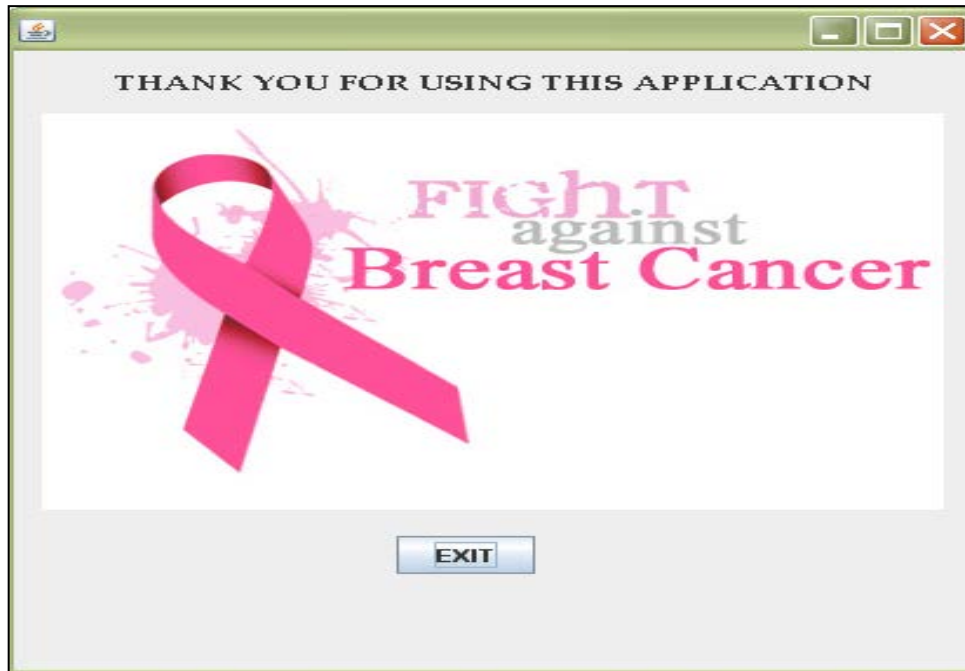 THANK YOU FOR USING THIS APPLICATION
FIGhT
against
Breast Cancer
EXIT